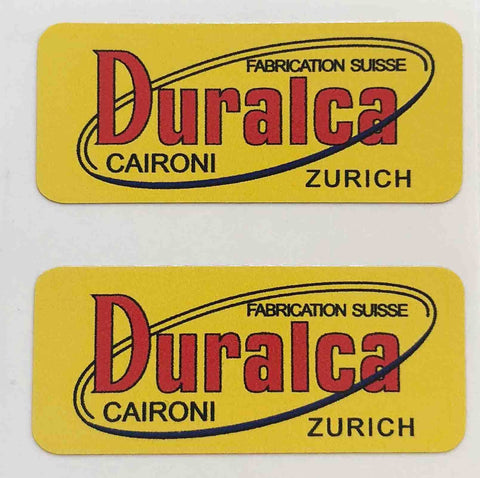 FABRICATION SUISSE
Duralca
CAIRONI
ZURICH
FABRICATION SUISSE
Duralca
CAIRONI
ZURICH